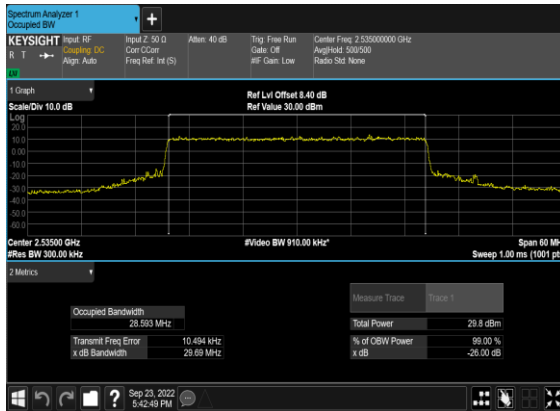 Spectrum Analyzer 1
Occupied BW
+
KEYSIGHT
R T
LXI
Input: RF
Coupling: DC
Align: Auto
Input Z: 50 Ω
Corr CCorr
Freq Ref: Int (S)
Atten: 40 dB
Trig: Free Run
Gate: Off
#IF Gain: Low
Center Freq: 2.535000000 GHz
Avg|Hold: 500/500
Radio Std: None
1 Graph
Scale/Div 10.0 dB
Ref Lvl Offset 8.40 dB
Ref Value 30.00 dBm
Log
20.0
10.0
0.00
-10.0
-20.0
-30.0
-40.0
-50.0
-60.0
Center 2.53500 GHz
#Video BW 910.00 kHz*
Span 60 MH
#Res BW 300.00 kHz
Sweep 1.00 ms (1001 pt
2 Metrics
Measure Trace
Trace 1
Occupied Bandwidth
28.593 MHz
Total Power
29.8 dBm
Transmit Freq Error
10.494 kHz
% of OBW Power
99.00 %
x dB Bandwidth
29.69 MHz
x dB
-26.00 dB
?
Sep 23, 2022
5:42:49 PM